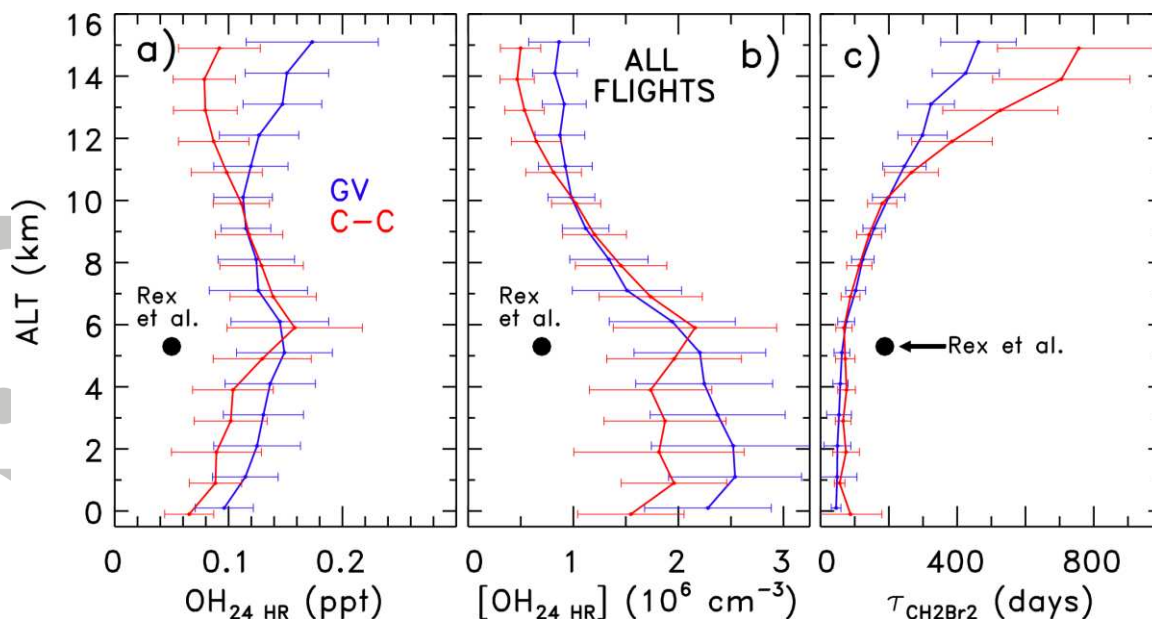 a)
b)
c)
ALL
FLIGHTS
GV
C-C
Rex
et al.
Rex
et al.
Rex et al.
ALT (km)
16
14
12
10
8
6
4
2
0
0 0.1 0.2
0 1 2 3
0 400 800
OH24 HR (ppt)
[OH24 HR] (10^6 cm^-3)
τCH2Br2 (days)